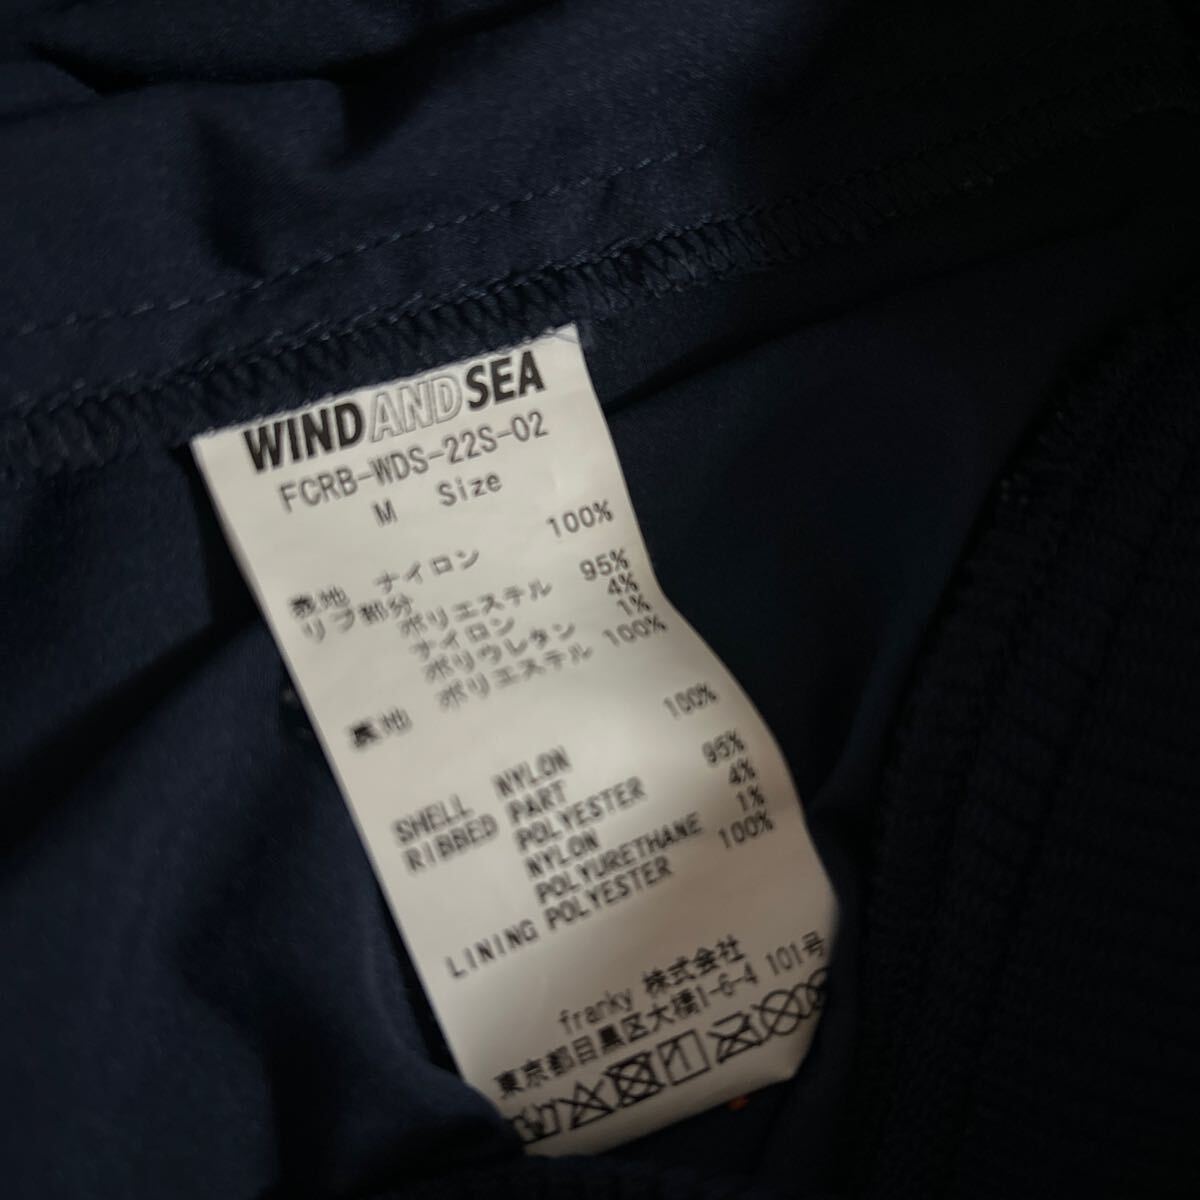 WIND AND SEA
FCRB-WDS-22S-02
M Size
表地 ナイロン 100%
リブ部分
ポリエステル 95%
ナイロン 4%
ポリウレタン 1%
裏地 ポリエステル 100%
SHELL NYLON 100%
RIBBED PART
POLYESTER 95%
NYLON 4%
POLYURETHANE 1%
LINING POLYESTER 100%
franky 株式会社
東京都目黒区大橋1-6-4 101号